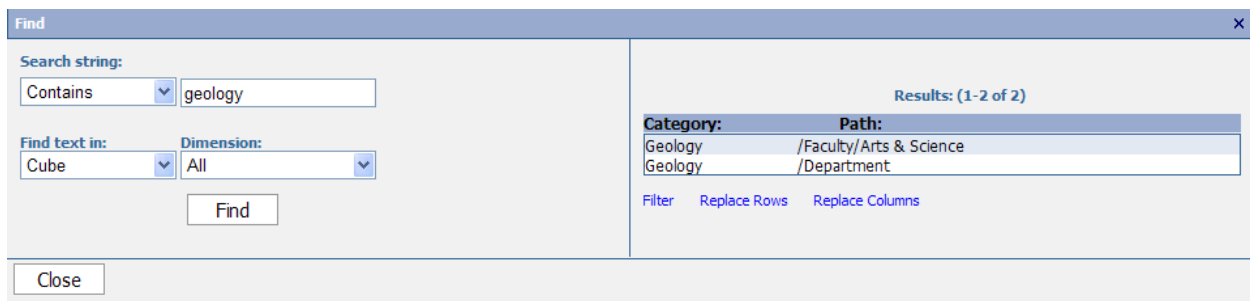 Find
Search string:
Contains geology
Find text in: Dimension:
Cube All
Find
Results: (1-2 of 2)
Category: Path:
Geology /Faculty/Arts & Science
Geology /Department
Filter Replace Rows Replace Columns
Close